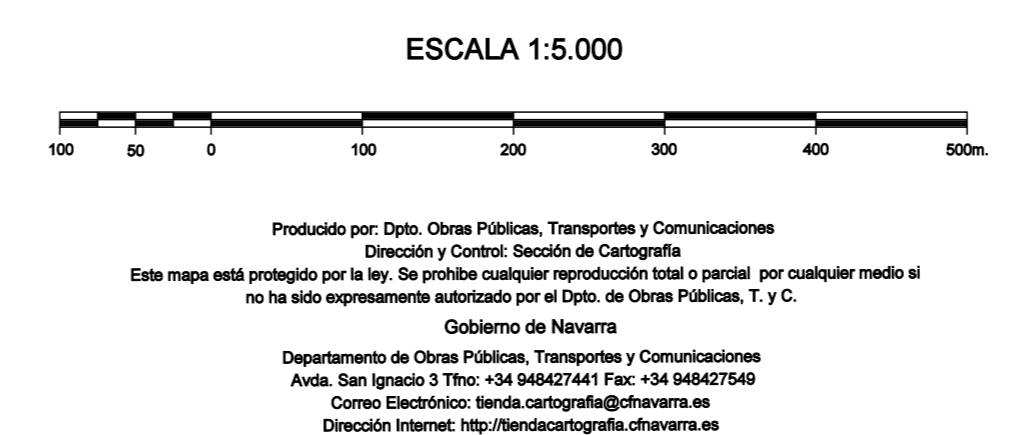 ESCALA 1:5.000
100 50 0 100 200 300 400 500m.
Producido por: Dpto. Obras Públicas, Transportes y Comunicaciones
Dirección y Control: Sección de Cartografía
Este mapa está protegido por la ley. Se prohibe cualquier reproducción total o parcial por cualquier medio si
no ha sido expresamente autorizado por el Dpto. de Obras Públicas, T. y C.
Gobierno de Navarra
Departamento de Obras Públicas, Transportes y Comunicaciones
Avda. San Ignacio 3 Tfno: +34 948427441 Fax: +34 948427549
Correo Electrónico: tienda.cartografia@cfnavarra.es
Dirección Internet: http://tiendacartografia.cfnavarra.es